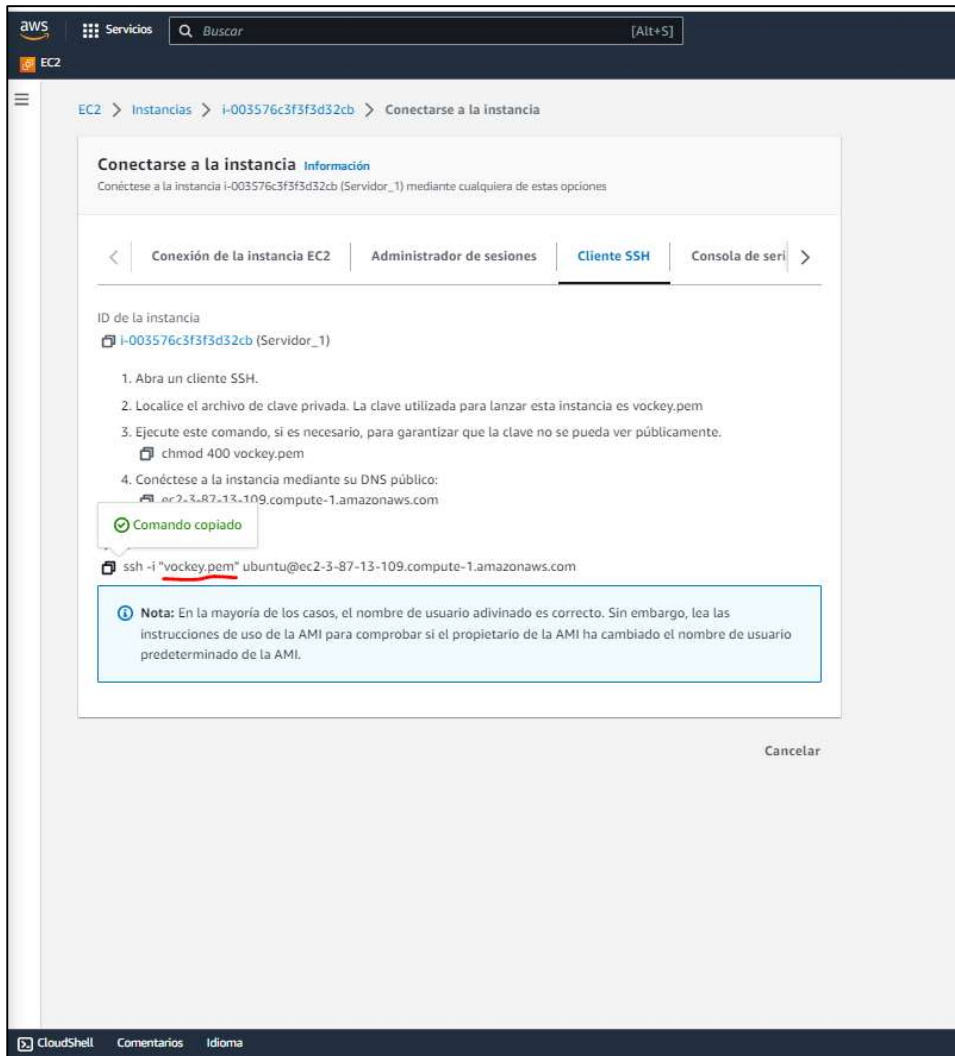 aws
Servicios
Buscar
[Alt+S]
EC2
EC2 > Instancias > i-003576c3f3f3d32cb > Conectarse a la instancia
Conectarse a la instancia Información
Conéctese a la instancia i-003576c3f3f3d32cb (Servidor_1) mediante cualquiera de estas opciones
Conexión de la instancia EC2
Administrador de sesiones
Cliente SSH
Consola de seri
ID de la instancia
i-003576c3f3f3d32cb (Servidor_1)
1. Abra un cliente SSH.
2. Localice el archivo de clave privada. La clave utilizada para lanzar esta instancia es vockey.pem
3. Ejecute este comando, si es necesario, para garantizar que la clave no se pueda ver públicamente.
chmod 400 vockey.pem
4. Conéctese a la instancia mediante su DNS público:
ec2-3-87-13-109.compute-1.amazonaws.com
Comando copiado
ssh -i "vockey.pem" ubuntu@ec2-3-87-13-109.compute-1.amazonaws.com
Nota: En la mayoría de los casos, el nombre de usuario adivinado es correcto. Sin embargo, lea las
instrucciones de uso de la AMI para comprobar si el propietario de la AMI ha cambiado el nombre de usuario
predeterminado de la AMI.
Cancelar
CloudShell
Comentarios
Idioma